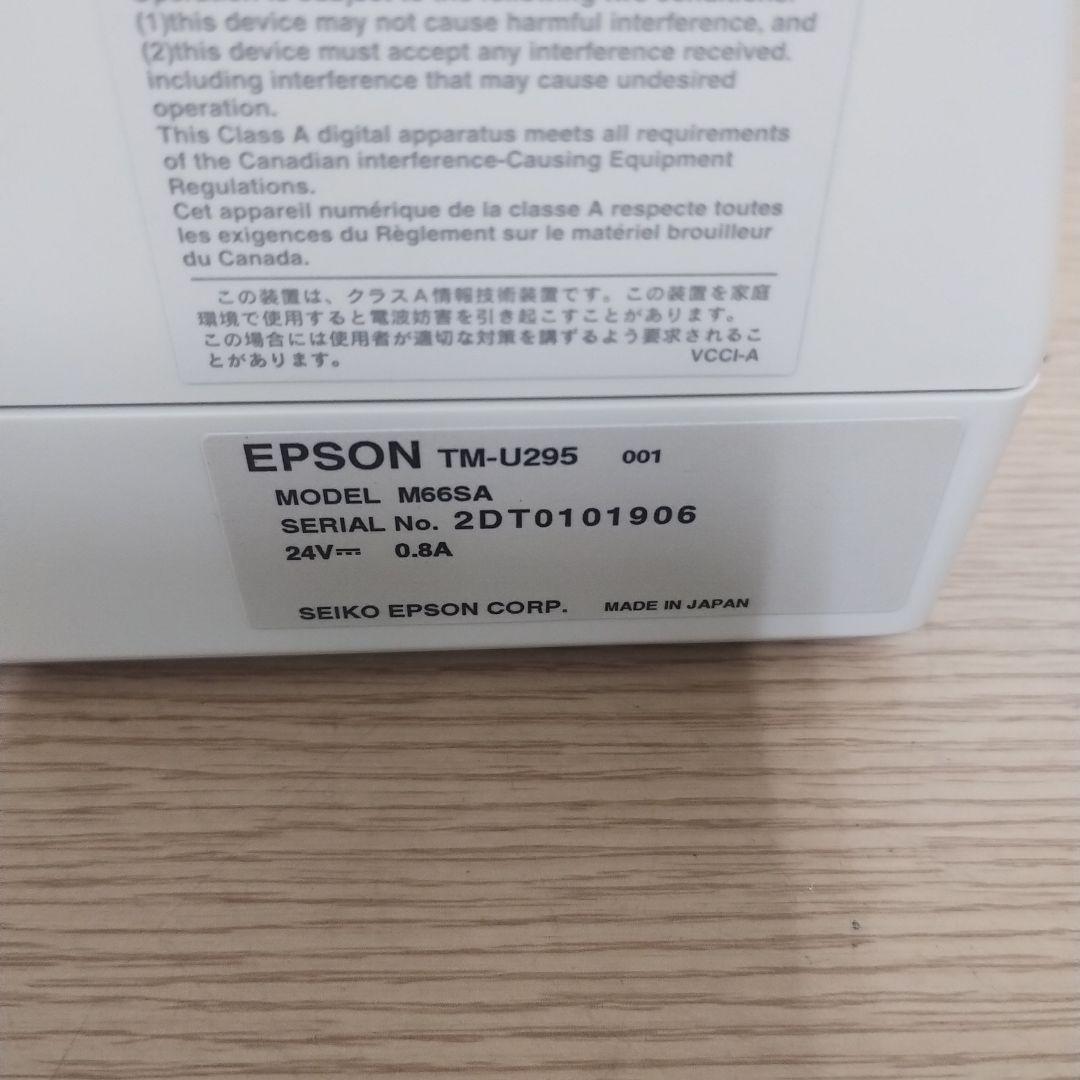 Operation is subject to the following two conditions:
(1)this device may not cause harmful interference, and
(2)this device must accept any interference received.
including interference that may cause undesired
operation.
This Class A digital apparatus meets all requirements
of the Canadian interference-Causing Equipment
Regulations.
Cet appareil numérique de la classe A respecte toutes
les exigences du Règlement sur le matériel brouilleur
du Canada.
この装置は、クラスA情報技術装置です。この装置を家庭
環境で使用すると電波妨害を引き起こすことがあります。
この場合には使用者が適切な対策を講ずるよう要求されるこ
とがあります。 VCCI-A
EPSON TM-U295 001
MODEL M66SA
SERIAL No. 2DT0101906
24V⎓ 0.8A
SEIKO EPSON CORP. MADE IN JAPAN